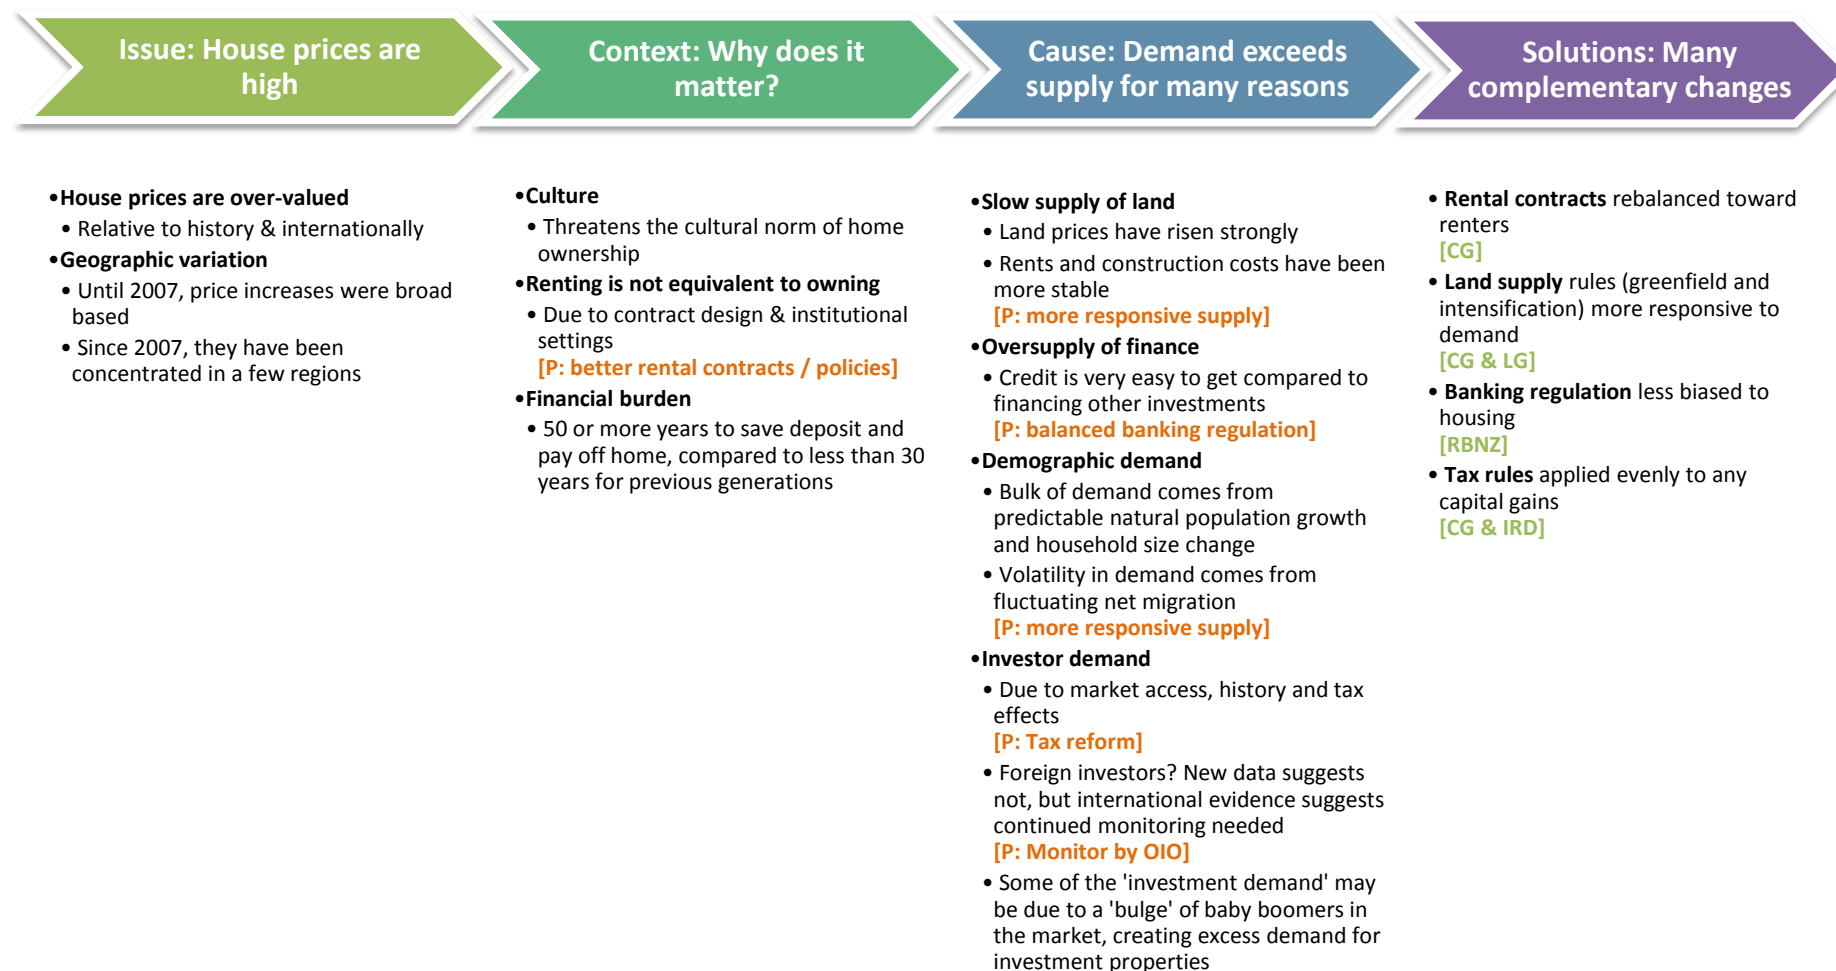 Issue: House prices are
high
Context: Why does it
matter?
Cause: Demand exceeds
supply for many reasons
Solutions: Many
complementary changes
•House prices are over-valued
• Relative to history & internationally
•Geographic variation
• Until 2007, price increases were broad
based
• Since 2007, they have been
concentrated in a few regions
•Culture
• Threatens the cultural norm of home
ownership
•Renting is not equivalent to owning
• Due to contract design & institutional
settings
[P: better rental contracts / policies]
•Financial burden
• 50 or more years to save deposit and
pay off home, compared to less than 30
years for previous generations
•Slow supply of land
• Land prices have risen strongly
• Rents and construction costs have been
more stable
[P: more responsive supply]
•Oversupply of finance
• Credit is very easy to get compared to
financing other investments
[P: balanced banking regulation]
•Demographic demand
• Bulk of demand comes from
predictable natural population growth
and household size change
• Volatility in demand comes from
fluctuating net migration
[P: more responsive supply]
•Investor demand
• Due to market access, history and tax
effects
[P: Tax reform]
• Foreign investors? New data suggests
not, but international evidence suggests
continued monitoring needed
[P: Monitor by OIO]
• Some of the 'investment demand' may
be due to a 'bulge' of baby boomers in
the market, creating excess demand for
investment properties
• Rental contracts rebalanced toward
renters
[CG]
• Land supply rules (greenfield and
intensification) more responsive to
demand
[CG & LG]
• Banking regulation less biased to
housing
[RBNZ]
• Tax rules applied evenly to any
capital gains
[CG & IRD]